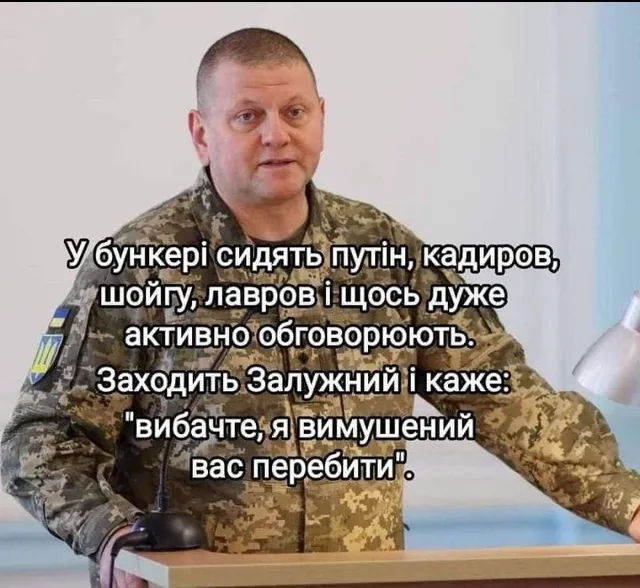 У бункері сидять путін, кадиров,
шойгу, лавров і щось дуже
активно обговорюють.
Заходить Залужний і каже:
"вибачте, я вимушений
вас перебити".